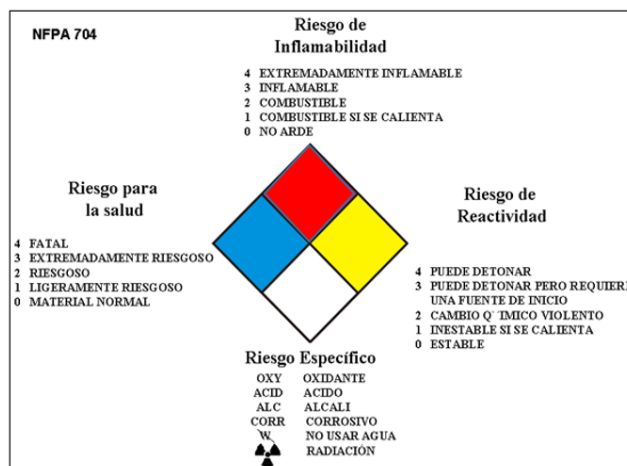 NFPA 704
Riesgo de
Inflamabilidad
4 EXTREMADAMENTE INFLAMABLE
3 INFLAMABLE
2 COMBUSTIBLE
1 COMBUSTIBLE SI SE CALIENTA
0 NO ARDE
Riesgo para
la salud
4 FATAL
3 EXTREMADAMENTE RIESGOSO
2 RIESGOSO
1 LIGERAMENTE RIESGOSO
0 MATERIAL NORMAL
Riesgo de
Reactividad
4 PUEDE DETONAR
3 PUEDE DETONAR PERO REQUIERE
UNA FUENTE DE INICIO
2 CAMBIO Q¨IMICO VIOLENTO
1 INESTABLE SI SE CALIENTA
0 ESTABLE
Riesgo Específico
OXY OXIDANTE
ACID ACIDO
ALC ALCALI
CORR CORROSIVO
W NO USAR AGUA
RADIACIÓN